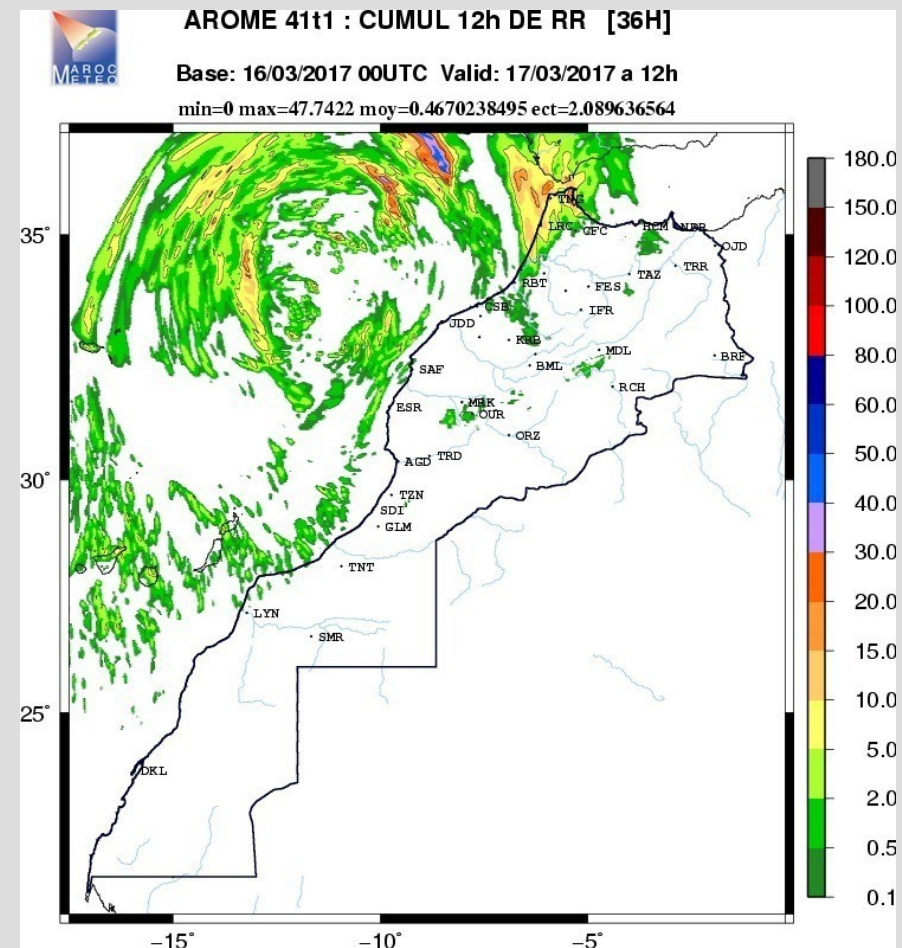 AROME 41t1 : CUMUL 12h DE RR [36H]
MAROC
METEO
Base: 16/03/2017 00UTC Valid: 17/03/2017 a 12h
min=0 max=47.7422 moy=0.4670238495 ect=2.089636564
180.0
150.0
120.0
100.0
80.0
60.0
50.0
40.0
30.0
20.0
15.0
10.0
5.0
2.0
0.5
0.1
35°
30°
25°
−15°
−10°
−5°
TNG
LRC
CFC
HCM
NDR
OJD
TRR
TAZ
FES
RBT
IFR
CSB
JDD
KRB
MDL
BRF
BML
SAF
RCH
ESR
MRK
OUR
ORZ
TRD
AGD
TZN
SDI
GLM
TNT
LYN
SMR
DKL